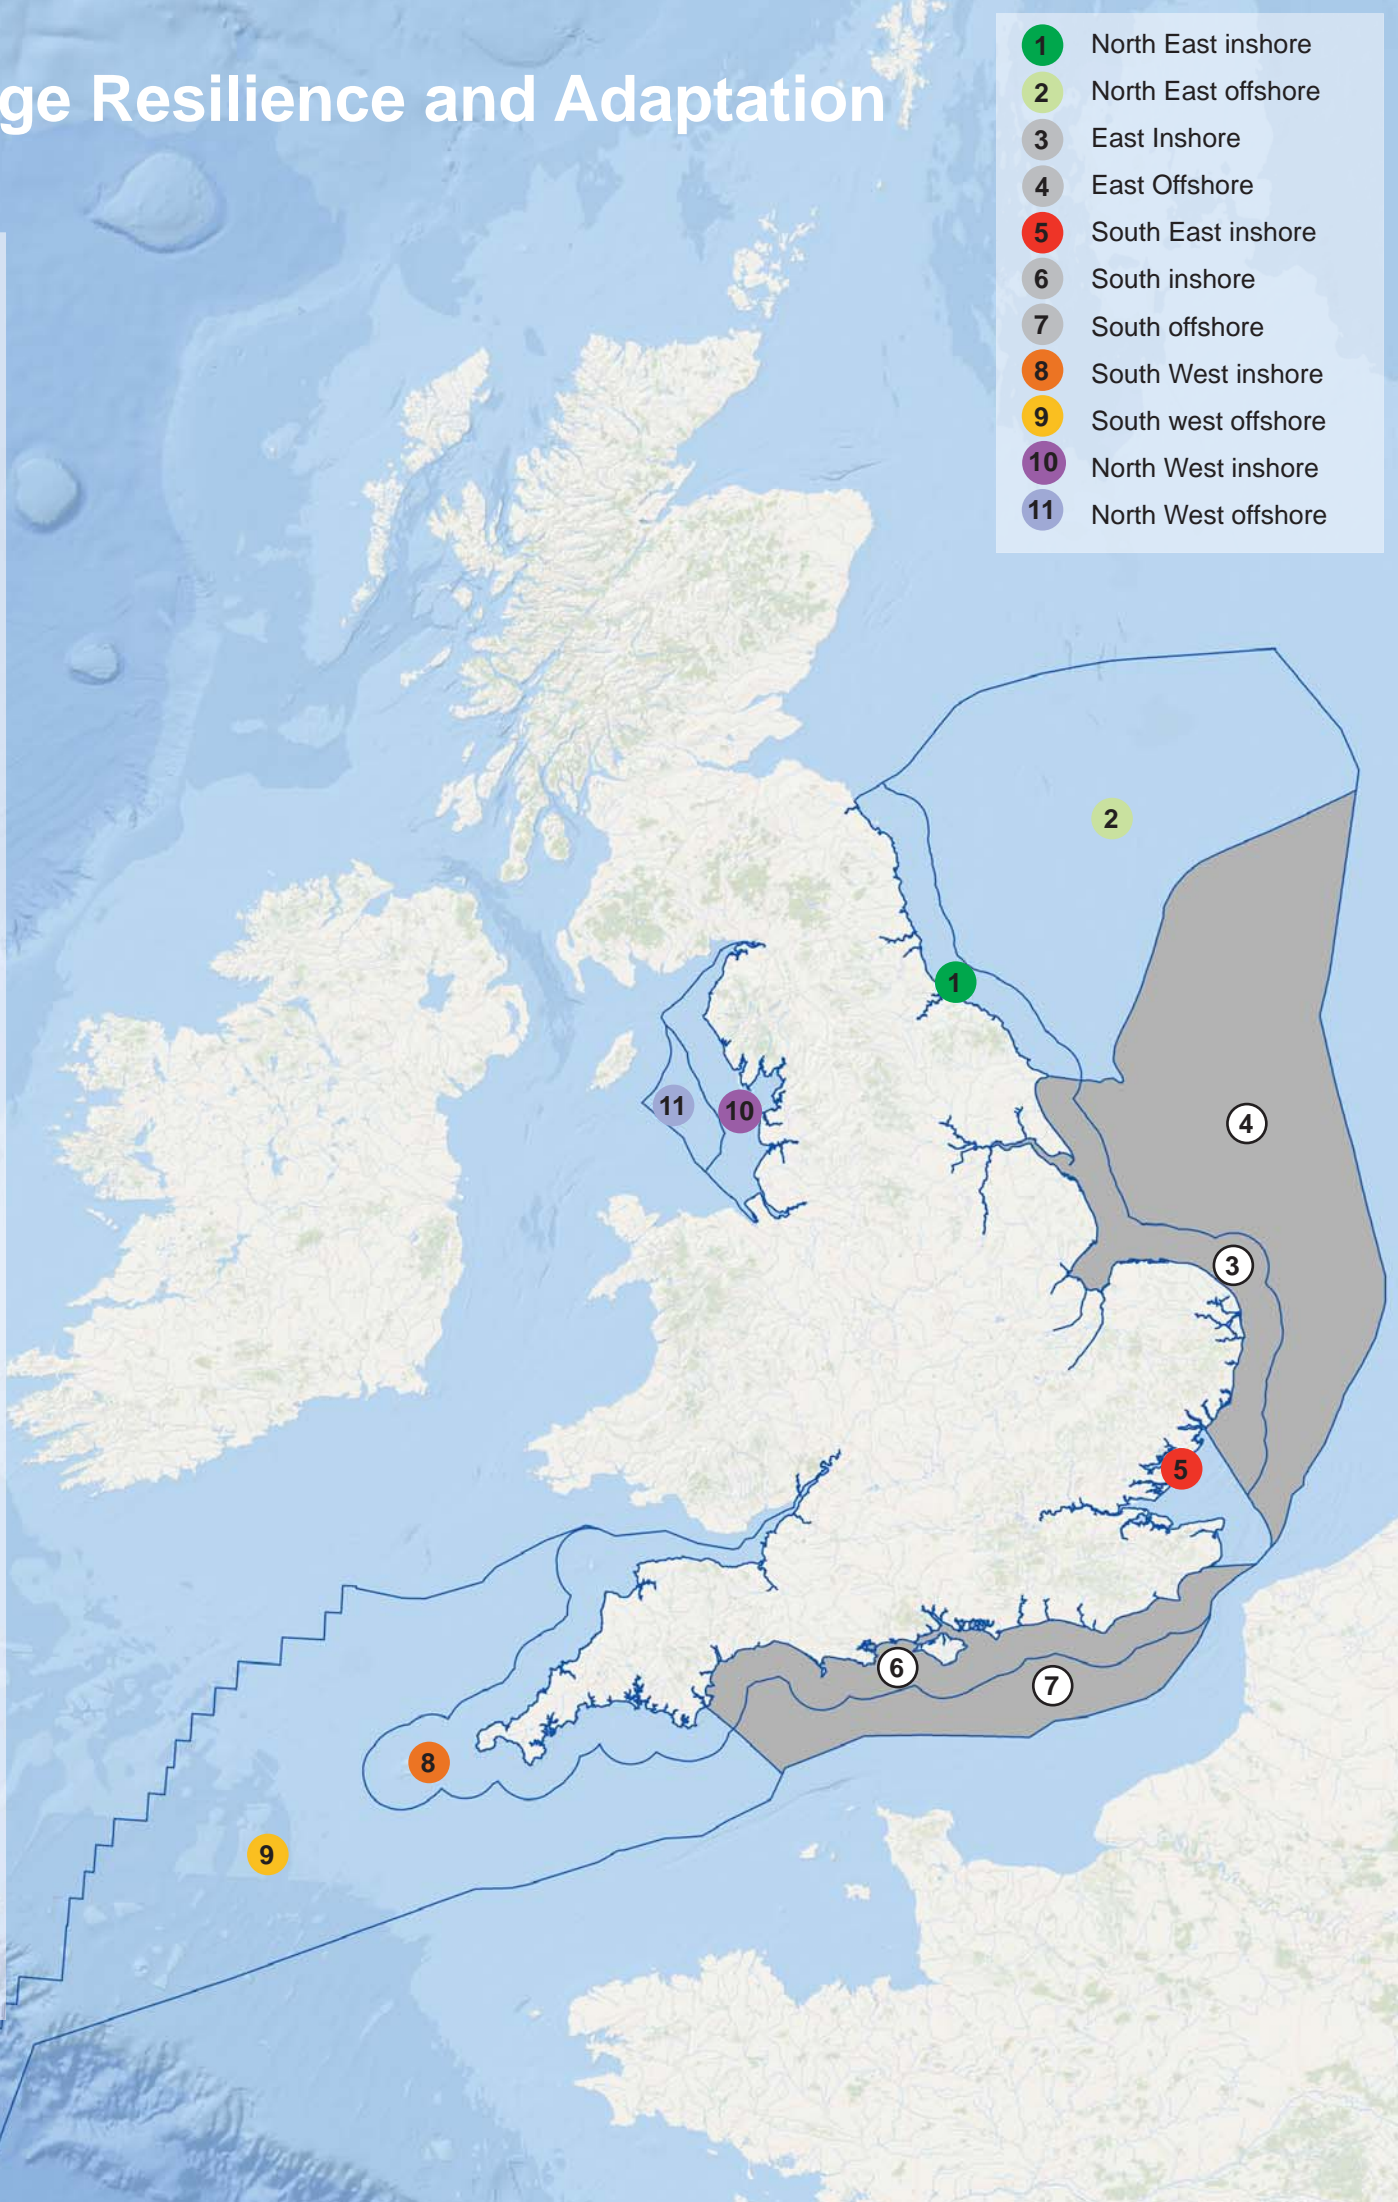 ge Resilience and Adaptation
1 North East inshore
2 North East offshore
3 East Inshore
4 East Offshore
5 South East inshore
6 South inshore
7 South offshore
8 South West inshore
9 South west offshore
10 North West inshore
11 North West offshore
2
1
11
10
4
3
5
6
7
8
9